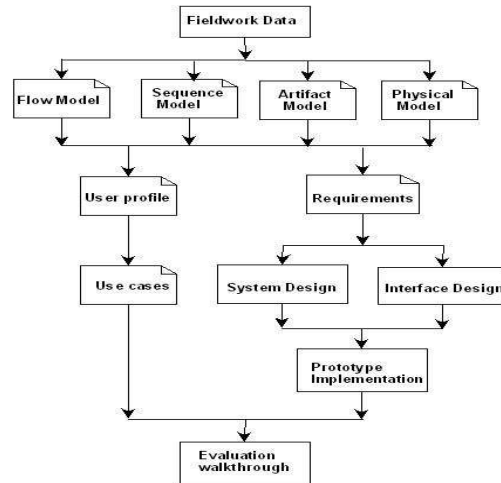 Fieldwork Data
Flow Model
Sequence
Model
Artifact
Model
Physical
Model
User profile
Requirements
Use cases
System Design
Interface Design
Prototype
Implementation
Evaluation
walkthrough